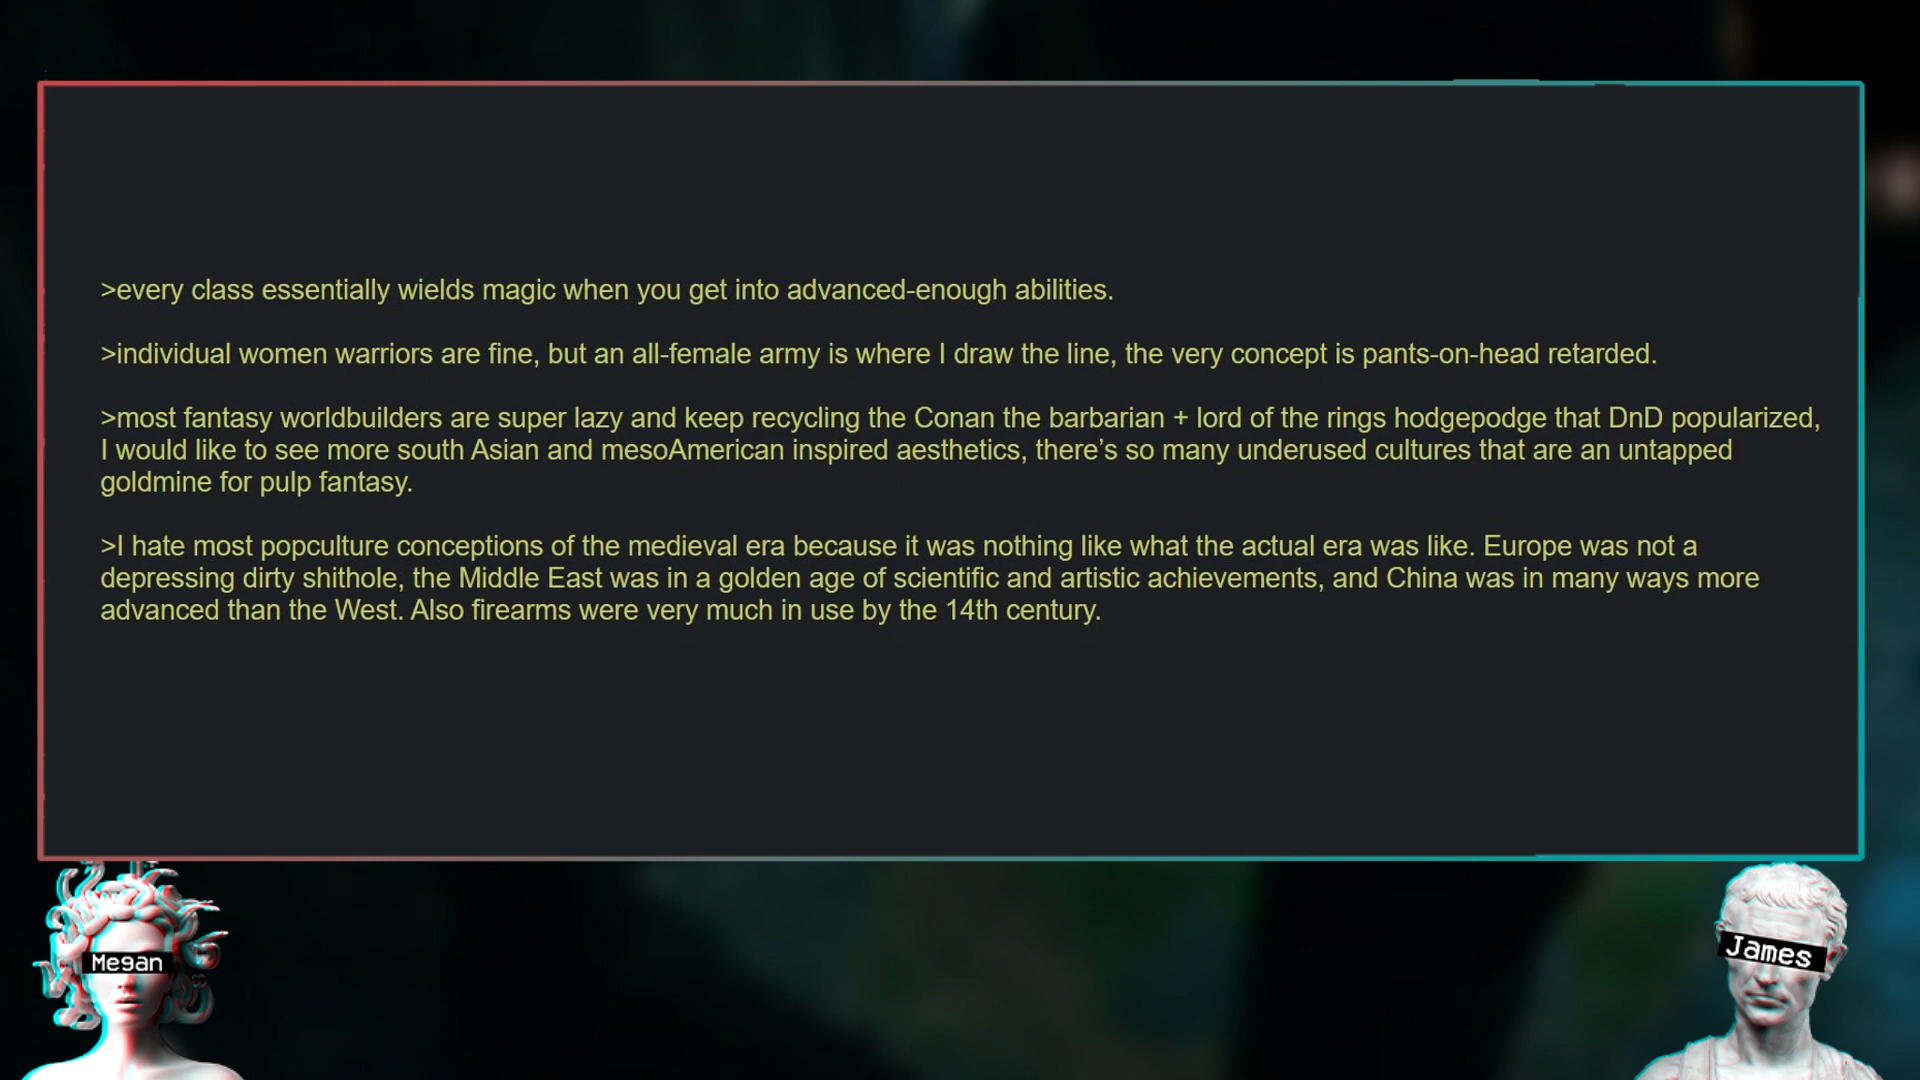 >every class essentially wields magic when you get into advanced-enough abilities.
>individual women warriors are fine, but an all-female army is where I draw the line, the very concept is pants-on-head retarded.
>most fantasy worldbuilders are super lazy and keep recycling the Conan the barbarian + lord of the rings hodgepodge that DnD popularized,
I would like to see more south Asian and mesoAmerican inspired aesthetics, there’s so many underused cultures that are an untapped
goldmine for pulp fantasy.
>I hate most popculture conceptions of the medieval era because it was nothing like what the actual era was like. Europe was not a
depressing dirty shithole, the Middle East was in a golden age of scientific and artistic achievements, and China was in many ways more
advanced than the West. Also firearms were very much in use by the 14th century.
Megan
James